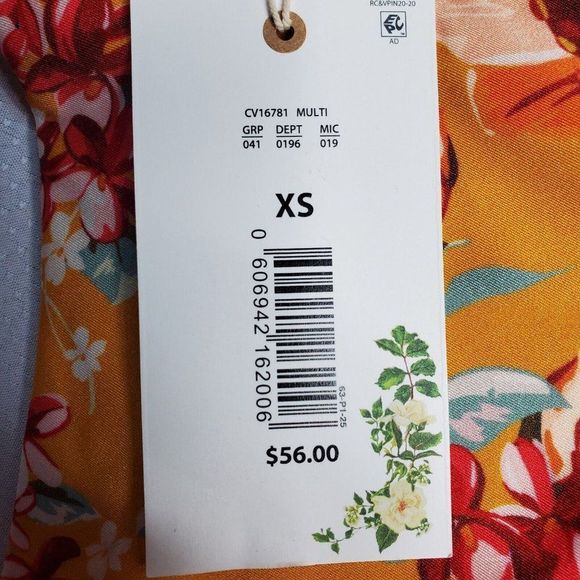 RC&VPIN20-20
EPC
AD
CV16781 MULTI
GRP DEPT MIC
041 0196 019
XS
0 606942 162006
63-P1-25
$56.00